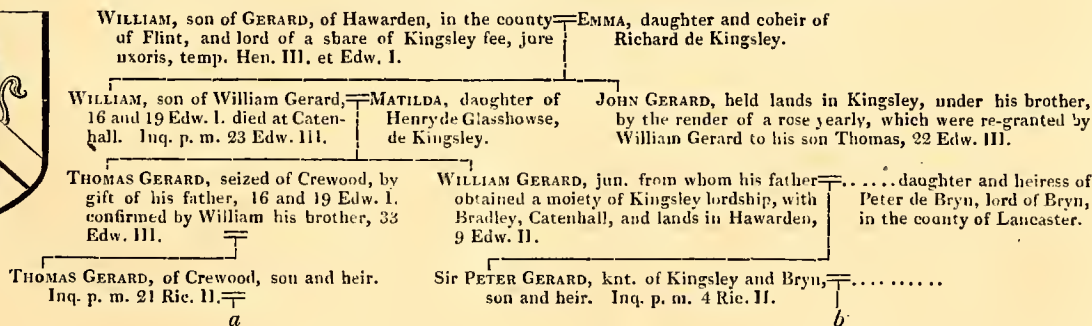 WILLIAM, son of GERARD, of Hawarden, in the county
of Flint, and lord of a share of Kingsley fee, jure
uxoris, temp. Hen. III. et Edw. I.
EMMA, daughter and coheir of
Richard de Kingsley.
WILLIAM, son of William Gerard,
16 and 19 Edw. I. died at Caten-
hall. Inq. p. m. 23 Edw. III.
MATILDA, daughter of
Henry de Glasshowse,
de Kingsley.
JOHN GERARD, held lands in Kingsley, under his brother,
by the render of a rose yearly, which were re-granted by
William Gerard to his son Thomas, 22 Edw. III.
THOMAS GERARD, seized of Crewood, by
gift of his father, 16 and 19 Edw. I.
confirmed by William his brother, 33
Edw. III.
WILLIAM GERARD, jun. from whom his father
obtained a moiety of Kingsley lordship, with
Bradley, Catenhall, and lands in Hawarden,
9 Edw. II.
......daughter and heiress of
Peter de Bryn, lord of Bryn,
in the county of Lancaster.
THOMAS GERARD, of Crewood, son and heir.
Inq. p. m. 21 Ric. II.
a
Sir PETER GERARD, knt. of Kingsley and Bryn,
son and heir. Inq. p. m. 4 Ric. II.
..........
b